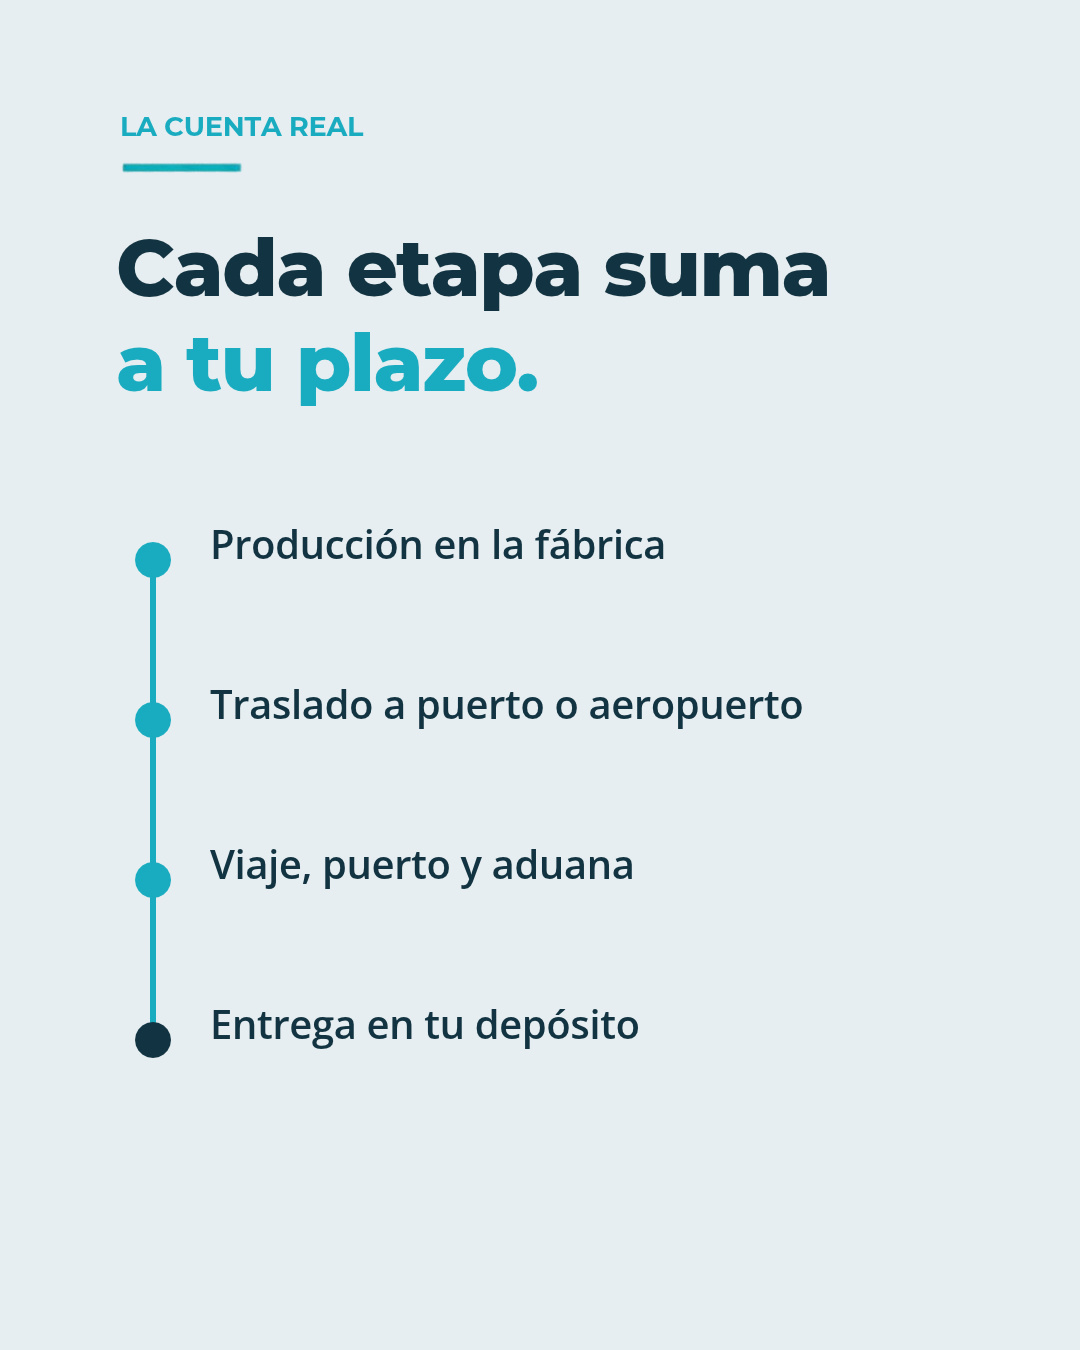 LA CUENTA REAL
Cada etapa suma
a tu plazo.
Producción en la fábrica
Traslado a puerto o aeropuerto
Viaje, puerto y aduana
Entrega en tu depósito